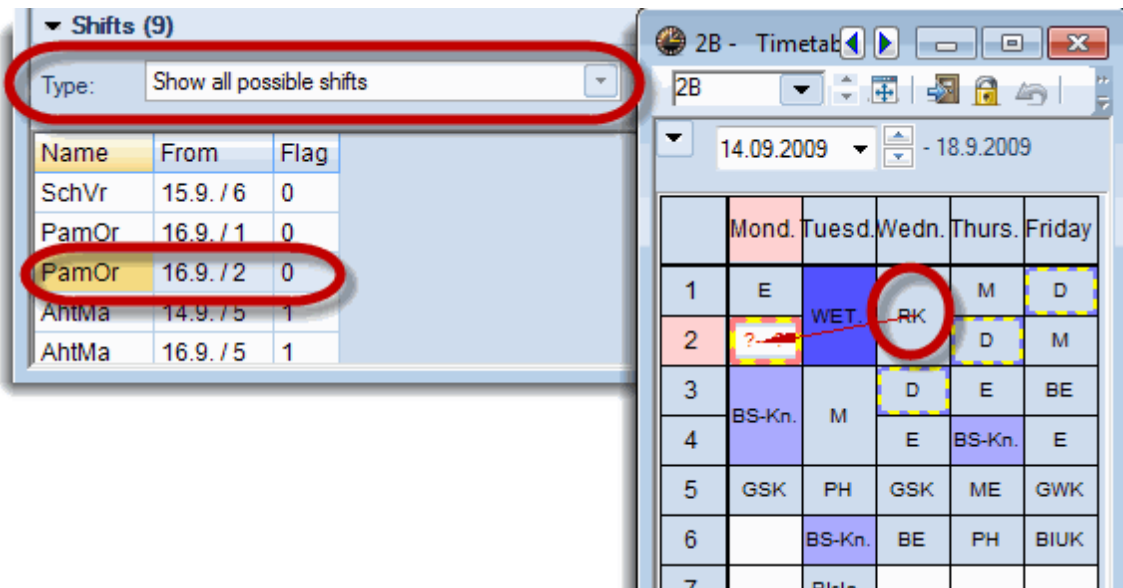 Shifts (9)
Type: Show all possible shifts
Name From Flag
SchVr 15.9. / 6 0
PamOr 16.9. / 1 0
PamOr 16.9. / 2 0
AhtMa 14.9. / 5 1
AhtMa 16.9. / 5 1
2B - Timetab
2B
14.09.2009 - 18.9.2009
Mond. Tuesd. Wedn. Thurs. Friday
1 E WET. RK M D
2 ?--? D M
3 BS-Kn. M D E BE
4 E BS-Kn. E
5 GSK PH GSK ME GWK
6 BS-Kn. BE PH BIUK
7